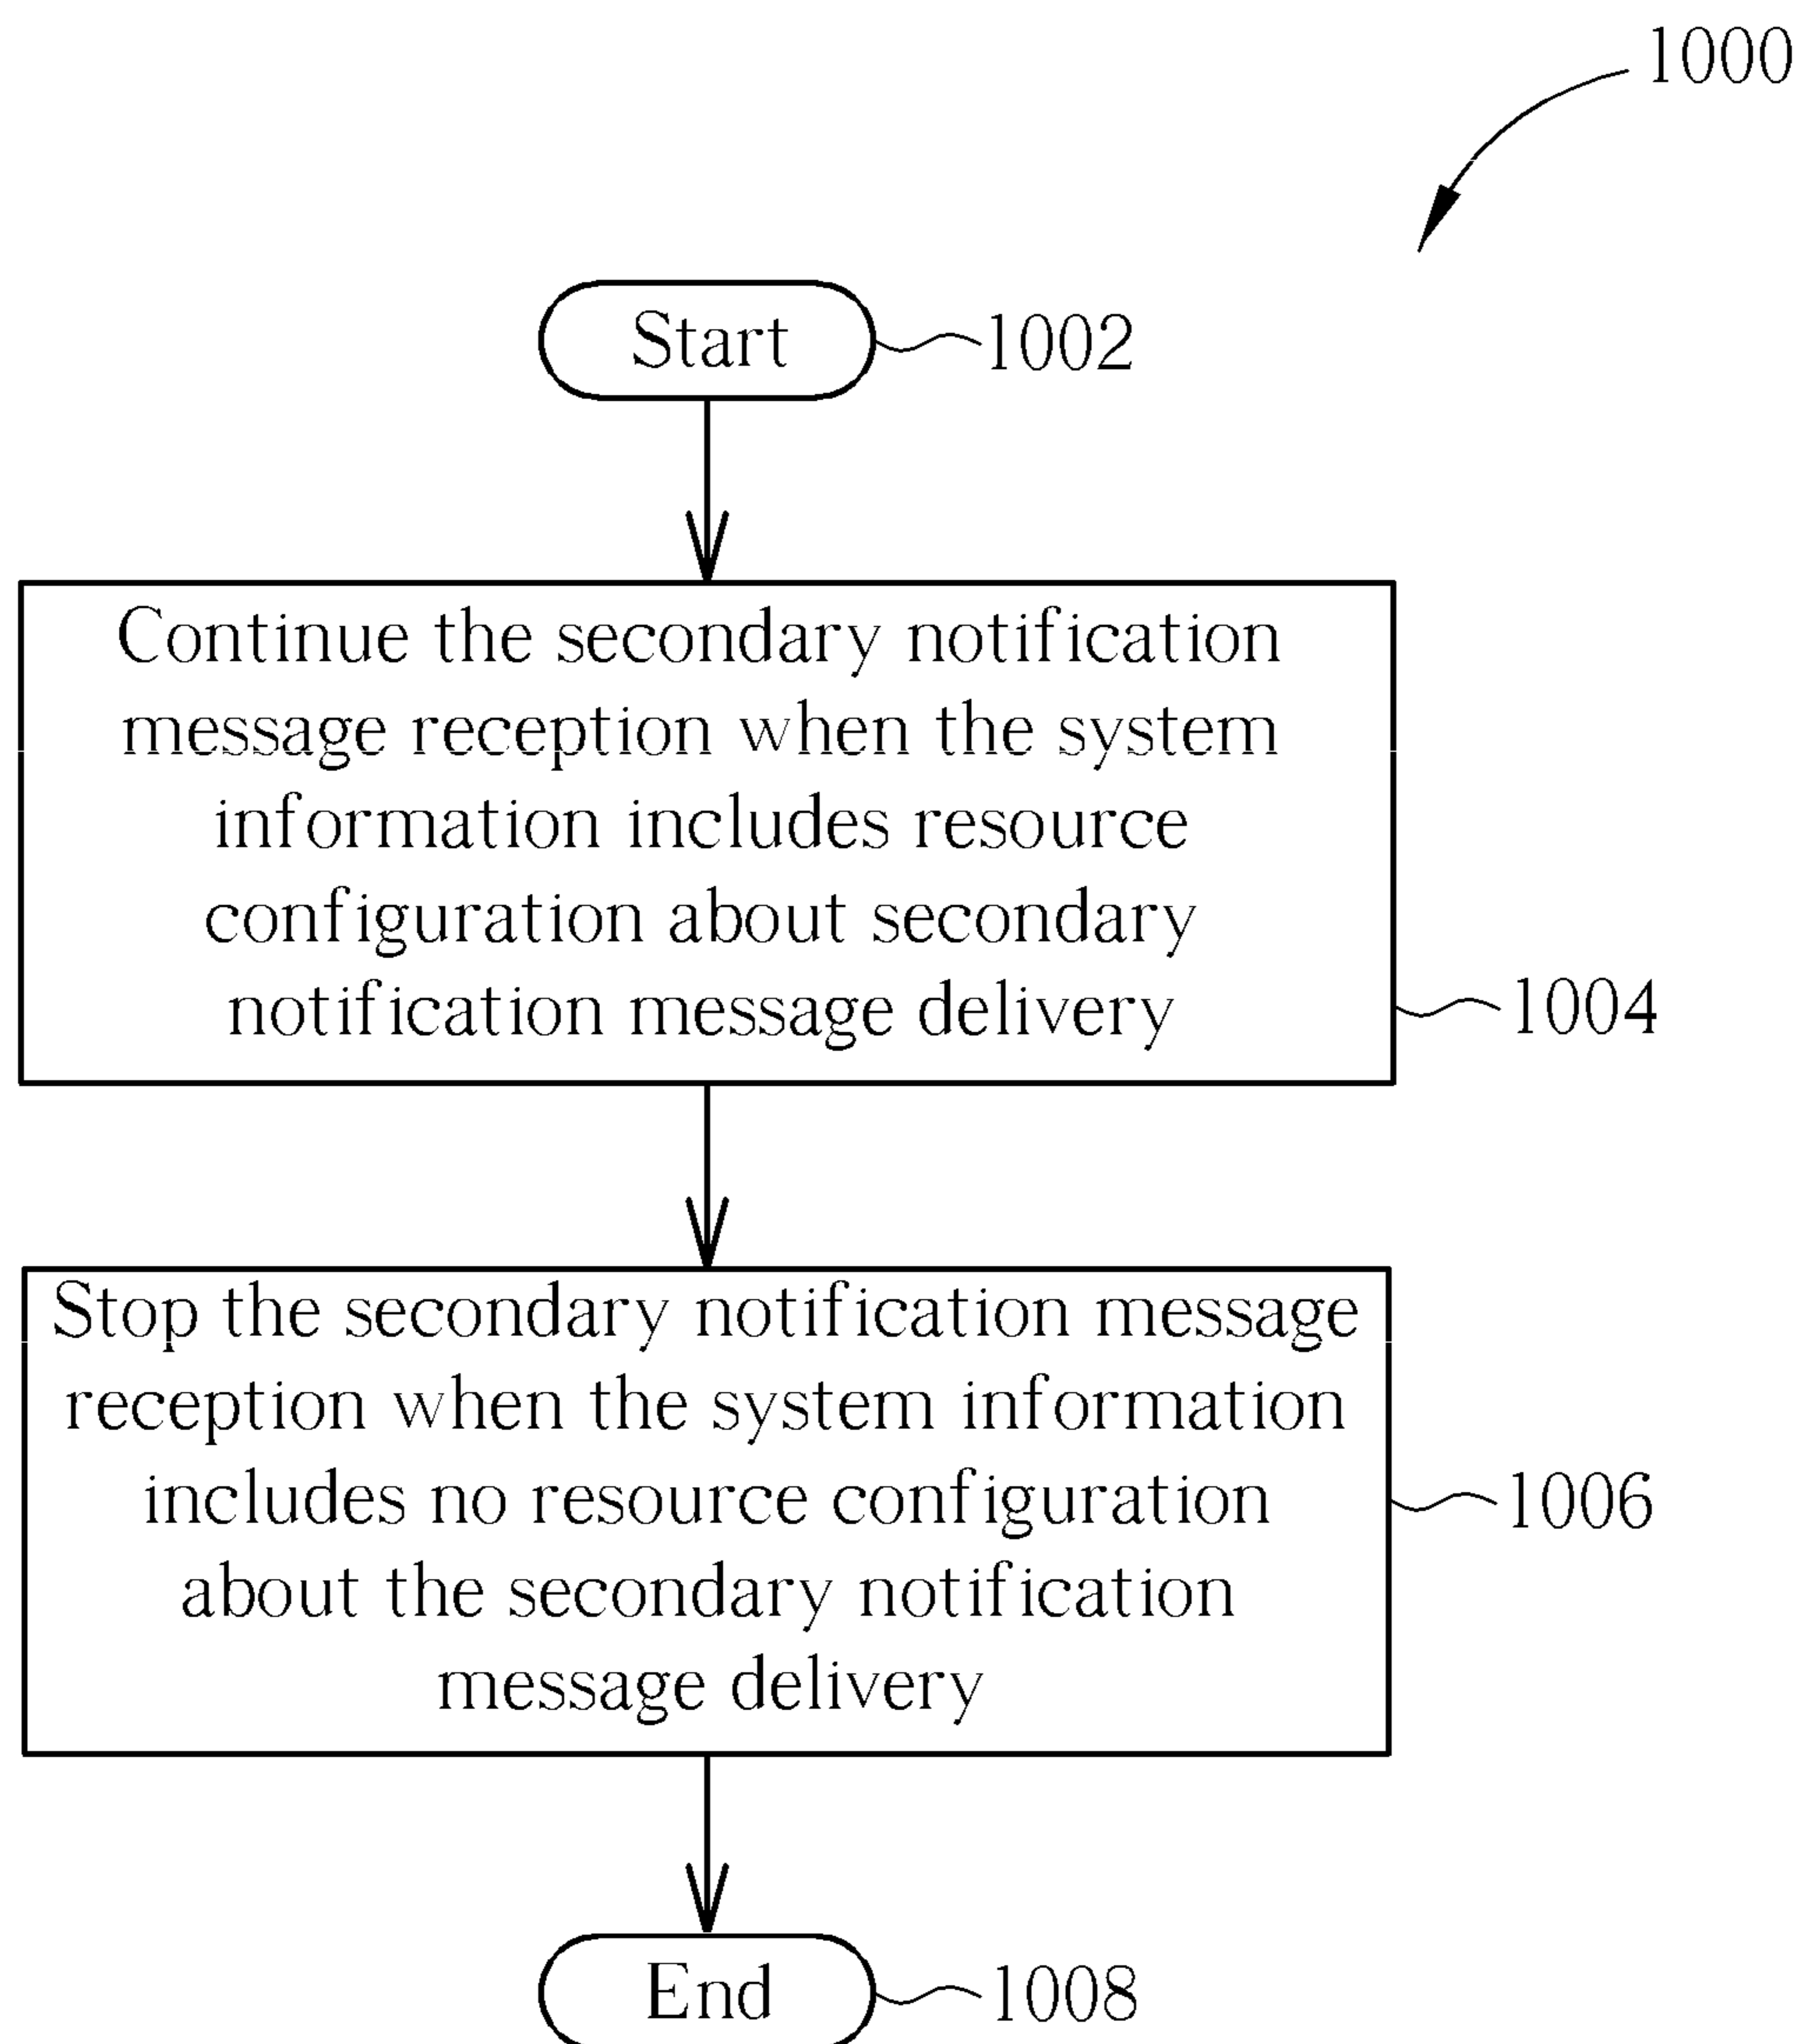 1000
Start
1002
Continue the secondary notification
message reception when the system
information includes resource
configuration about secondary
notification message delivery
1004
Stop the secondary notification message
reception when the system information
includes no resource configuration
about the secondary notification
message delivery
1006
End
1008